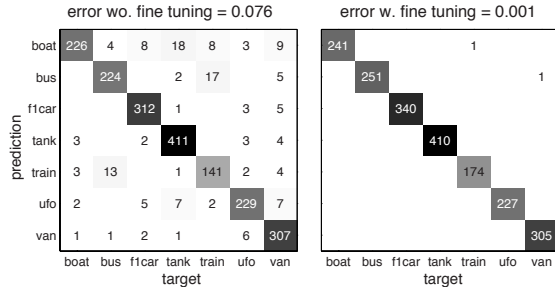 error wo. fine tuning = 0.076
error w. fine tuning = 0.001
prediction
boat 226 4 8 18 8 3 9
bus 224 2 17 5
f1car 312 1 3 5
tank 3 2 411 3 4
train 3 13 1 141 2 4
ufo 2 5 7 2 229 7
van 1 1 2 1 6 307
boat bus f1car tank train ufo van
target
241 1
251 1
340
410
174
227
305
boat bus f1car tank train ufo van
target